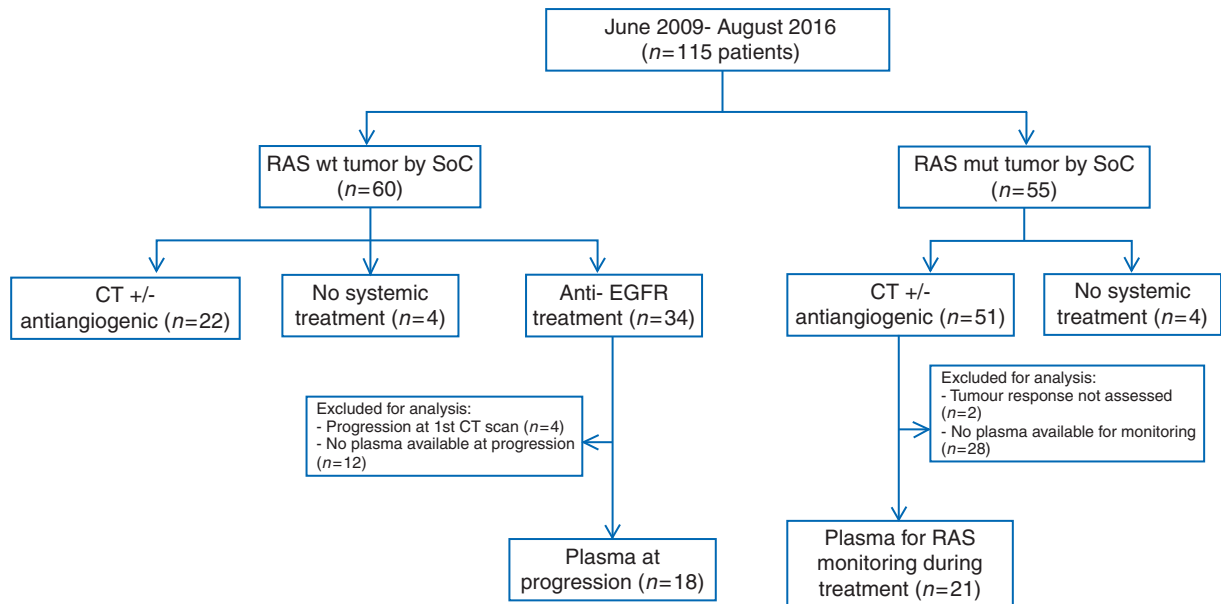 June 2009- August 2016
(n=115 patients)
RAS wt tumor by SoC
(n=60)
RAS mut tumor by SoC
(n=55)
CT +/-
antiangiogenic (n=22)
No systemic
treatment (n=4)
Anti- EGFR
treatment (n=34)
CT +/-
antiangiogenic (n=51)
No systemic
treatment (n=4)
Excluded for analysis:
- Progression at 1st CT scan (n=4)
- No plasma available at progression
(n=12)
Excluded for analysis:
- Tumour response not assessed
(n=2)
- No plasma available for monitoring
(n=28)
Plasma at
progression (n=18)
Plasma for RAS
monitoring during
treatment (n=21)